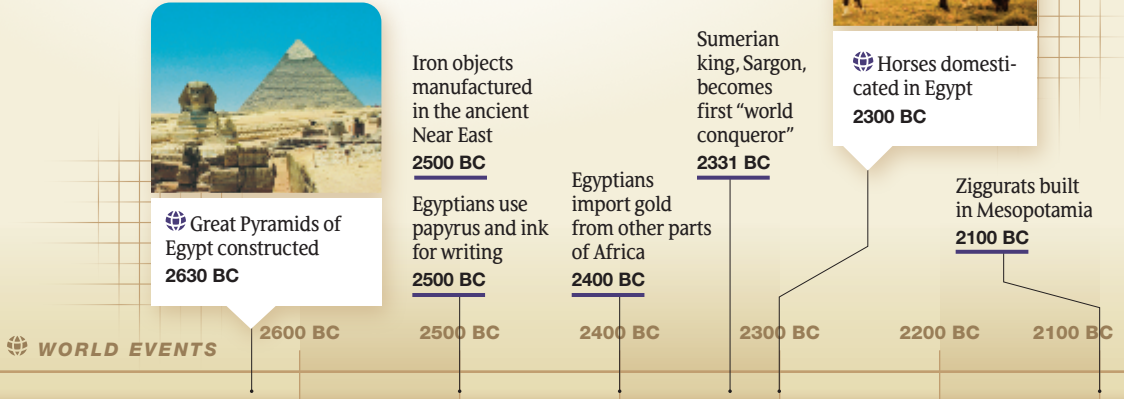 Great Pyramids of
Egypt constructed
2630 BC
Iron objects
manufactured
in the ancient
Near East
2500 BC
Egyptians use
papyrus and ink
for writing
2500 BC
Egyptians
import gold
from other parts
of Africa
2400 BC
Sumerian
king, Sargon,
becomes
first “world
conqueror”
2331 BC
Horses domesti-
cated in Egypt
2300 BC
Ziggurats built
in Mesopotamia
2100 BC
WORLD EVENTS
2600 BC
2500 BC
2400 BC
2300 BC
2200 BC
2100 BC